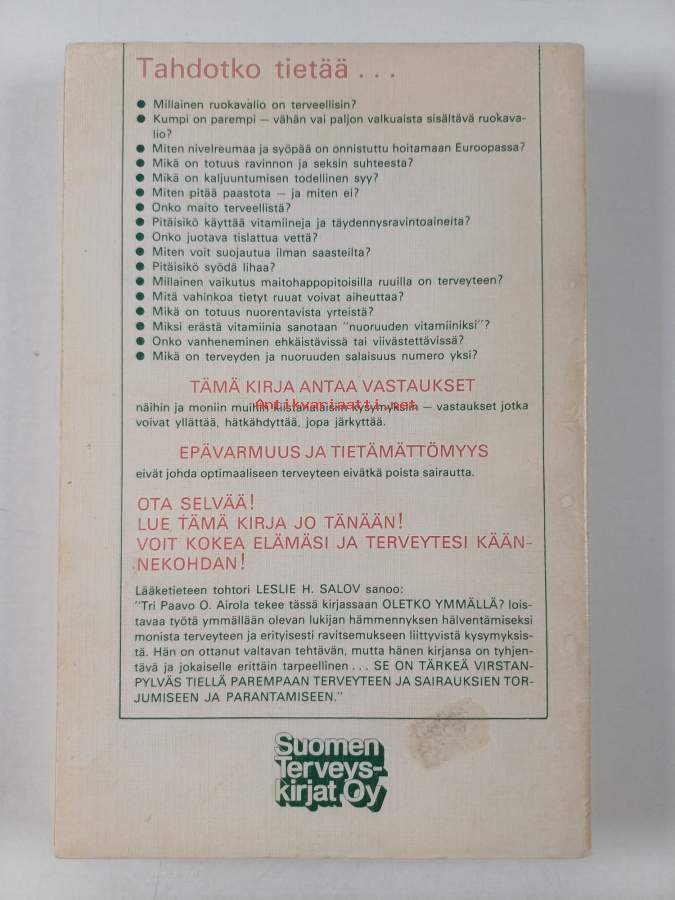 Tahdotko tietää ...
● Millainen ruokavalio on terveellisin?
● Kumpi on parempi – vähän vai paljon valkuaista sisältävä ruokava-
lio?
● Miten nivelreumaa ja syöpää on onnistuttu hoitamaan Euroopassa?
● Mikä on totuus ravinnon ja seksin suhteesta?
● Mikä on kaljuuntumisen todellinen syy?
● Miten pitää paastota – ja miten ei?
● Onko maito terveellistä?
● Pitäisikö käyttää vitamiineja ja täydennysravintoaineita?
● Onko juotava tislattua vettä?
● Miten voit suojautua ilman saasteilta?
● Pitäisikö syödä lihaa?
● Millainen vaikutus maitohappopitoisilla ruuilla on terveyteen?
● Mitä vahinkoa tietyt ruuat voivat aiheuttaa?
● Mikä on totuus nuorentavista yrteistä?
● Miksi erästä vitamiinia sanotaan "nuoruuden vitamiiniksi"?
● Onko vanheneminen ehkäistävissä tai viivästettävissä?
● Mikä on terveyden ja nuoruuden salaisuus numero yksi?
TÄMÄ KIRJA ANTAA VASTAUKSET
näihin ja moniin muihin kiistanalaisiin kysymyksiin – vastaukset jotka
Antikvariaatti.net
voivat yllättää, hätkähdyttää, jopa järkyttää.
EPÄVARMUUS JA TIETÄMÄTTÖMYYS
eivät johda optimaaliseen terveyteen eivätkä poista sairautta.
OTA SELVÄÄ!
LUE TÄMÄ KIRJA JO TÄNÄÄN!
VOIT KOKEA ELÄMÄSI JA TERVEYTESI KÄÄN-
NEKOHDAN!
Lääketieteen tohtori LESLIE H. SALOV sanoo:
"Tri Paavo O. Airola tekee tässä kirjassaan OLETKO YMMÄLLÄ? lois-
tavaa työtä ymmällään olevan lukijan hämmennyksen hälventämiseksi
monista terveyteen ja erityisesti ravitsemukseen liittyvistä kysymyksis-
tä. Hän on ottanut valtavan tehtävän, mutta hänen kirjansa on tyhjen-
tävä ja jokaiselle erittäin tarpeellinen ... SE ON TÄRKEÄ VIRSTAN-
PYLVÄS TIELLÄ PAREMPAAN TERVEYTEEN JA SAIRAUKSIEN TOR-
JUMISEEN JA PARANTAMISEEN."
Suomen
Terveys-
kirjat Oy